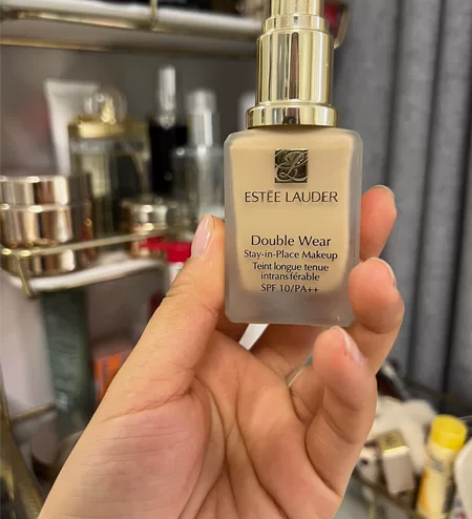 ESTĒE LAUDER
Double Wear
Stay-in-Place Makeup
Teint longue tenue
intransférable
SPF 10/PA++